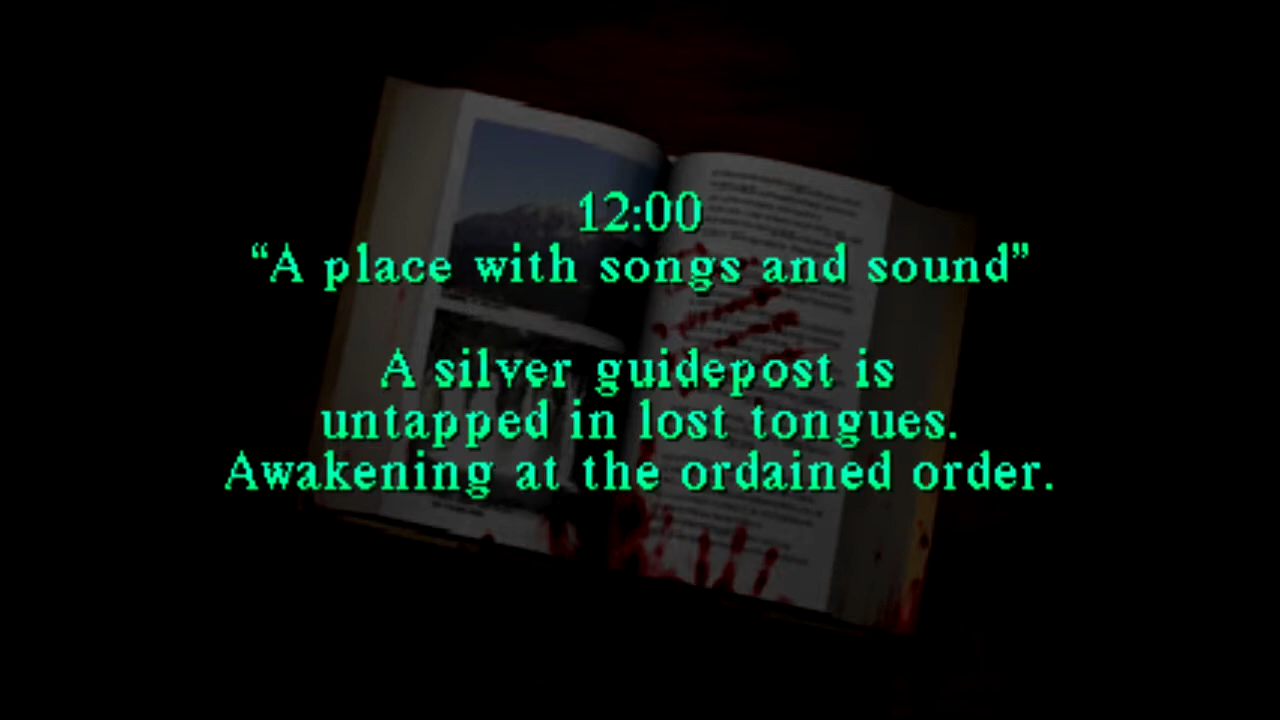 12:00
“A place with songs and sound”
A silver guidepost is
untapped in lost tongues.
Awakening at the ordained order.